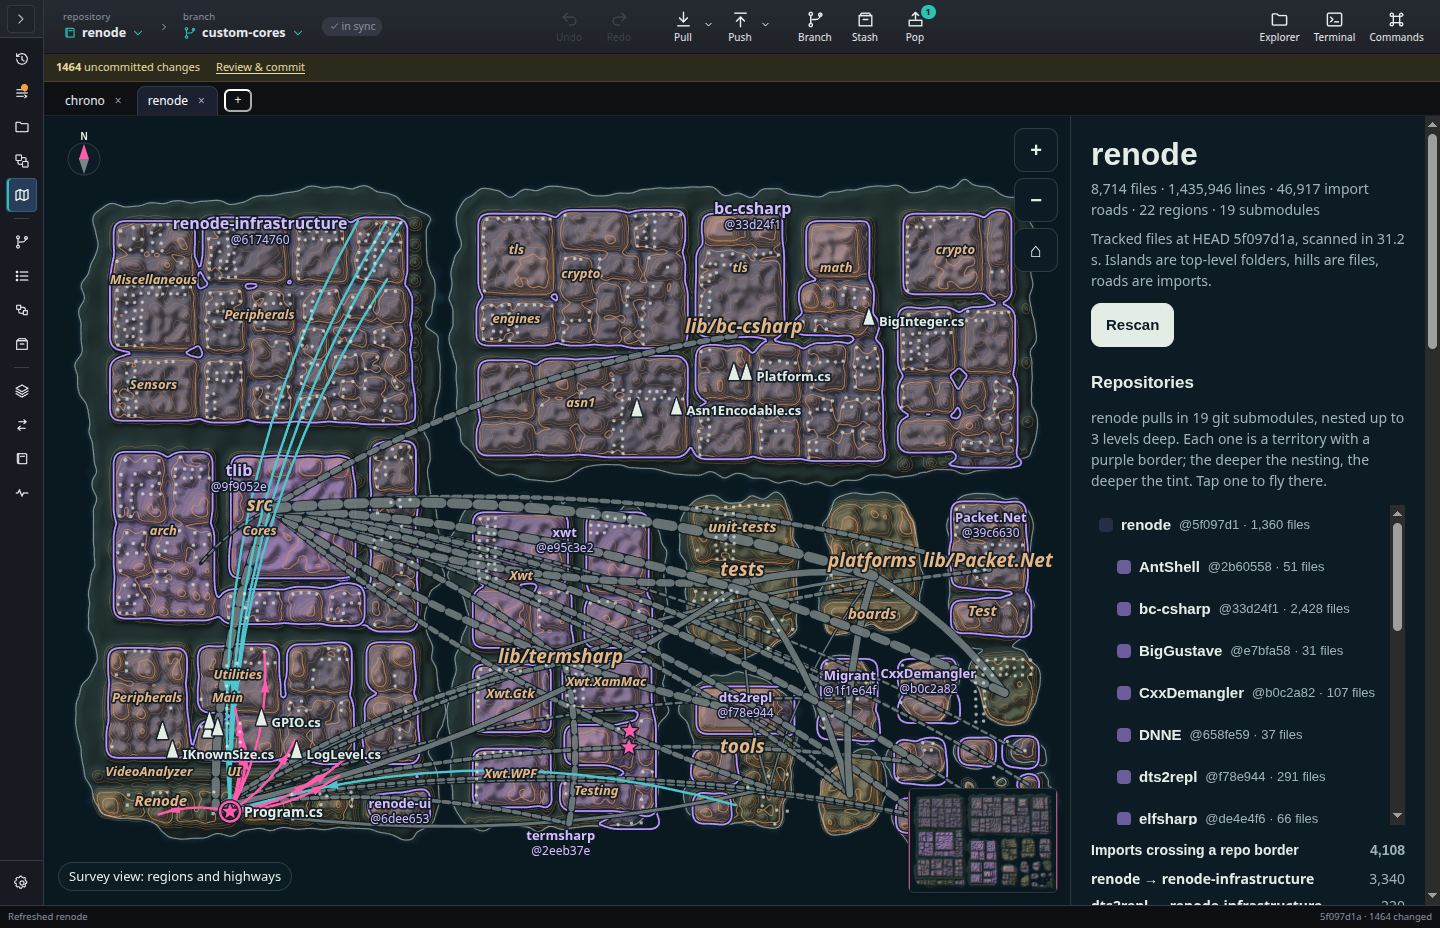 repository
renode
branch
custom-cores
in sync
Undo
Redo
Pull
Push
Branch
Stash
1
Pop
Explorer
Terminal
Commands
1464 uncommitted changes Review & commit
chrono ×
renode ×
+
N
+
−
renode-infrastructure
@6174760
Miscellaneous
Peripherals
Sensors
bc-csharp
@33d24f1
tls
crypto
tls
math
crypto
engines
lib/bc-csharp
BigInteger.cs
Platform.cs
asn1
Asn1Encodable.cs
tlib
@9f9052e
src
arch
Cores
xwt
@e95c3e2
Xwt
unit-tests
tests
platforms
boards
Packet.Net
@39c6630
lib/Packet.Net
Test
lib/termsharp
Xwt.Gtk
Xwt.XamMac
Migrant
@1f1e64f
CxxDemangler
@b0c2a82
dts2repl
@f78e944
tools
Utilities
Peripherals
Main
GPIO.cs
IKnownSize.cs
LogLevel.cs
VideoAnalyzer
UI
Renode
Program.cs
renode-ui
@6dee653
Xwt.WPF
Testing
termsharp
@2eeb37e
Survey view: regions and highways
renode
8,714 files · 1,435,946 lines · 46,917 import
roads · 22 regions · 19 submodules
Tracked files at HEAD 5f097d1a, scanned in 31.2
s. Islands are top-level folders, hills are files,
roads are imports.
Rescan
Repositories
renode pulls in 19 git submodules, nested up to
3 levels deep. Each one is a territory with a
purple border; the deeper the nesting, the
deeper the tint. Tap one to fly there.
renode @5f097d1 · 1,360 files
AntShell @2b60558 · 51 files
bc-csharp @33d24f1 · 2,428 files
BigGustave @e7bfa58 · 31 files
CxxDemangler @b0c2a82 · 107 files
DNNE @658fe59 · 37 files
dts2repl @f78e944 · 291 files
elfsharp @de4e4f6 · 66 files
Imports crossing a repo border 4,108
renode → renode-infrastructure 3,340
Refreshed renode
5f097d1a · 1464 changed